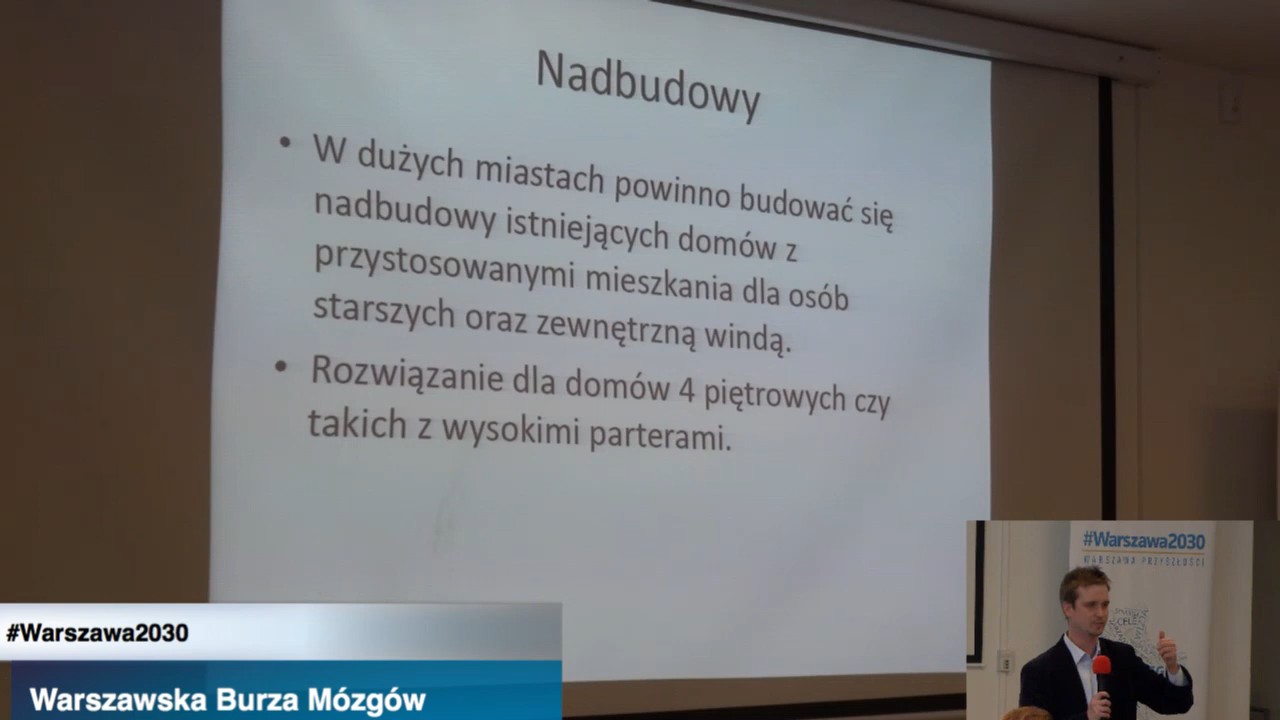 Nadbudowy
• W dużych miastach powinno budować się
nadbudowy istniejących domów z
przystosowanymi mieszkania dla osób
starszych oraz zewnętrzną windą.
• Rozwiązanie dla domów 4 piętrowych czy
takich z wysokimi parterami.
#Warszawa2030
WARSZAWA PRZYSZŁOŚCI
#Warszawa2030
Warszawska Burza Mózgów